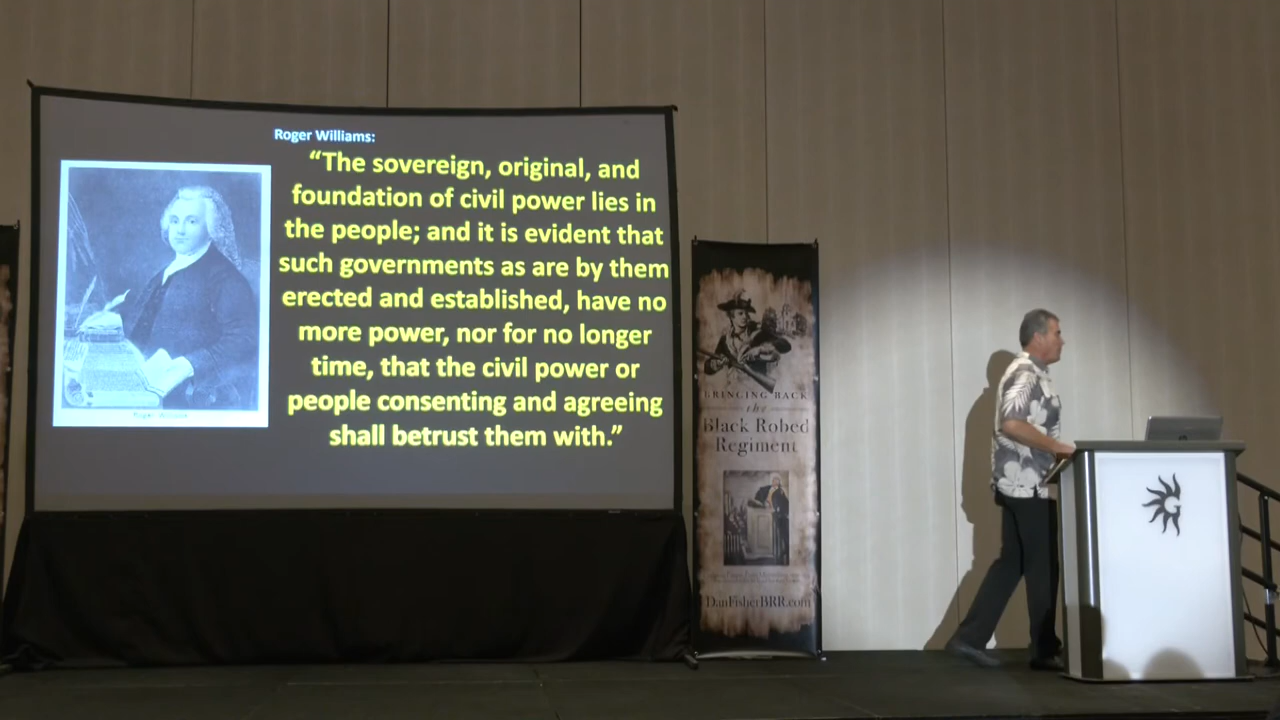 Roger Williams:
“The sovereign, original, and
foundation of civil power lies in
the people; and it is evident that
such governments as are by them
erected and established, have no
more power, nor for no longer
time, that the civil power or
people consenting and agreeing
shall betrust them with.”
Roger Williams
BRINGING BACK
the
Black Robed
Regiment
DanFisherBRR.com